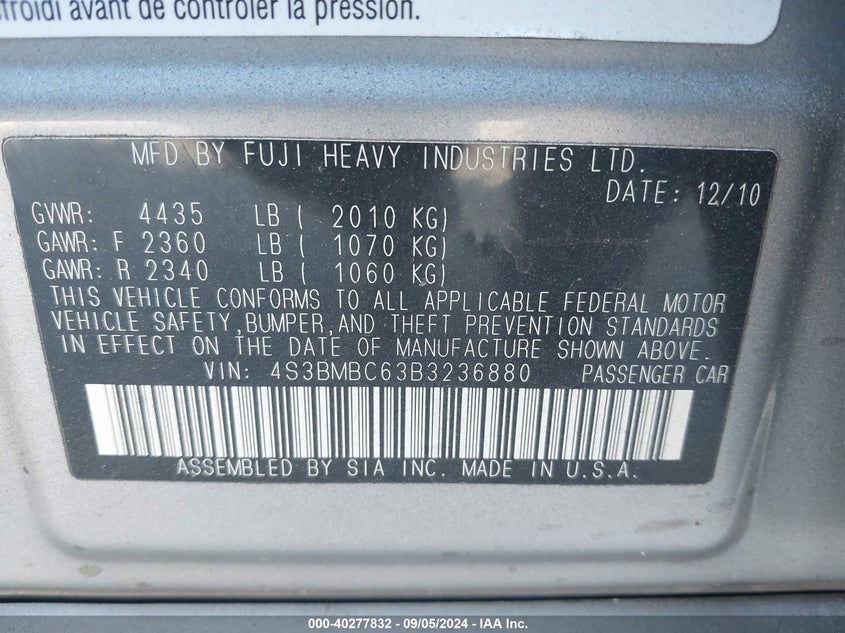 froidi avant de contrôler la pression.
MFD BY FUJI HEAVY INDUSTRIES LTD.
DATE: 12/10
GVWR: 4435 LB ( 2010 KG)
GAWR: F 2360 LB ( 1070 KG)
GAWR: R 2340 LB ( 1060 KG)
THIS VEHICLE CONFORMS TO ALL APPLICABLE FEDERAL MOTOR
VEHICLE SAFETY,BUMPER,AND THEFT PREVENTION STANDARDS
IN EFFECT ON THE DATE OF MANUFACTURE SHOWN ABOVE.
VIN: 4S3BMBC63B3236880 PASSENGER CAR
ASSEMBLED BY SIA INC. MADE IN U.S.A.
000-40277832 - 09/05/2024 - IAA Inc.